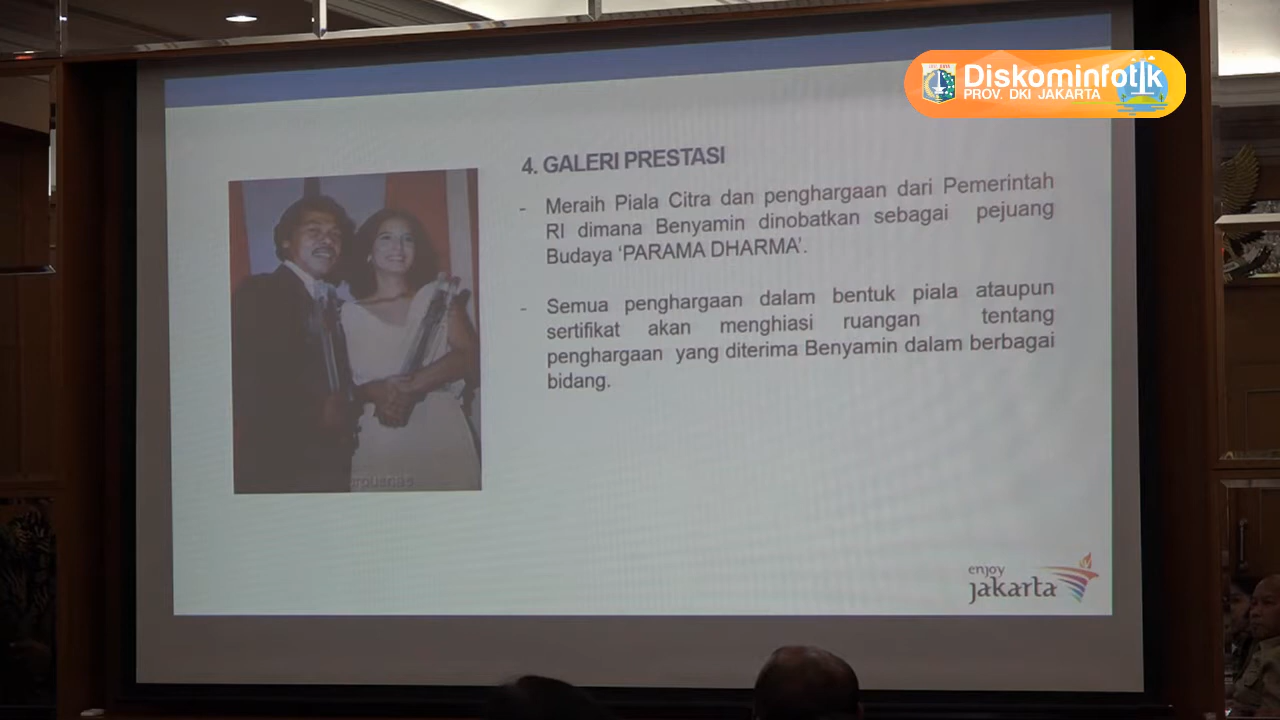 Diskominfotik
PROV. DKI JAKARTA
4. GALERI PRESTASI
- Meraih Piala Citra dan penghargaan dari Pemerintah
RI dimana Benyamin dinobatkan sebagai pejuang
Budaya ‘PARAMA DHARMA’.
- Semua penghargaan dalam bentuk piala ataupun
sertifikat akan menghiasi ruangan tentang
penghargaan yang diterima Benyamin dalam berbagai
bidang.
enjoy
jakarta